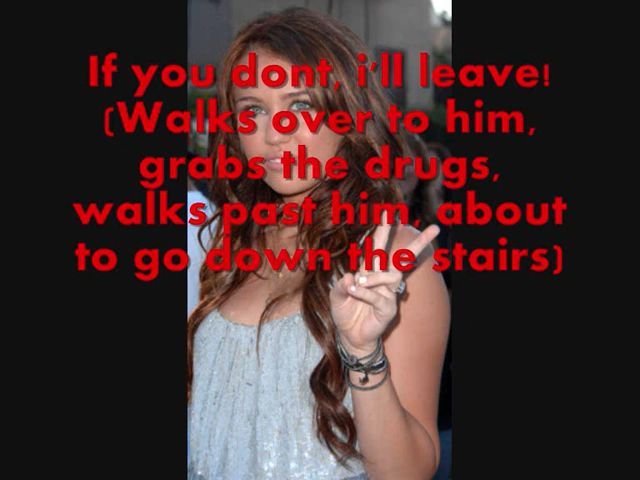 If you dont, i'll leave!
(Walks over to him,
grabs the drugs,
walks past him, about
to go down the stairs)